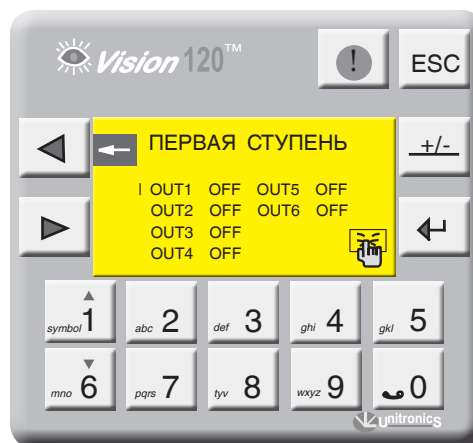 Vision 120™
! ESC
ПЕРВАЯ СТУПЕНЬ +/-
| OUT1 OFF OUT5 OFF
OUT2 OFF OUT6 OFF
OUT3 OFF
OUT4 OFF
symbol 1 abc 2 def 3 ghi 4 gkl 5
mno 6 pqrs 7 tyv 8 wxyz 9 0
unitronics